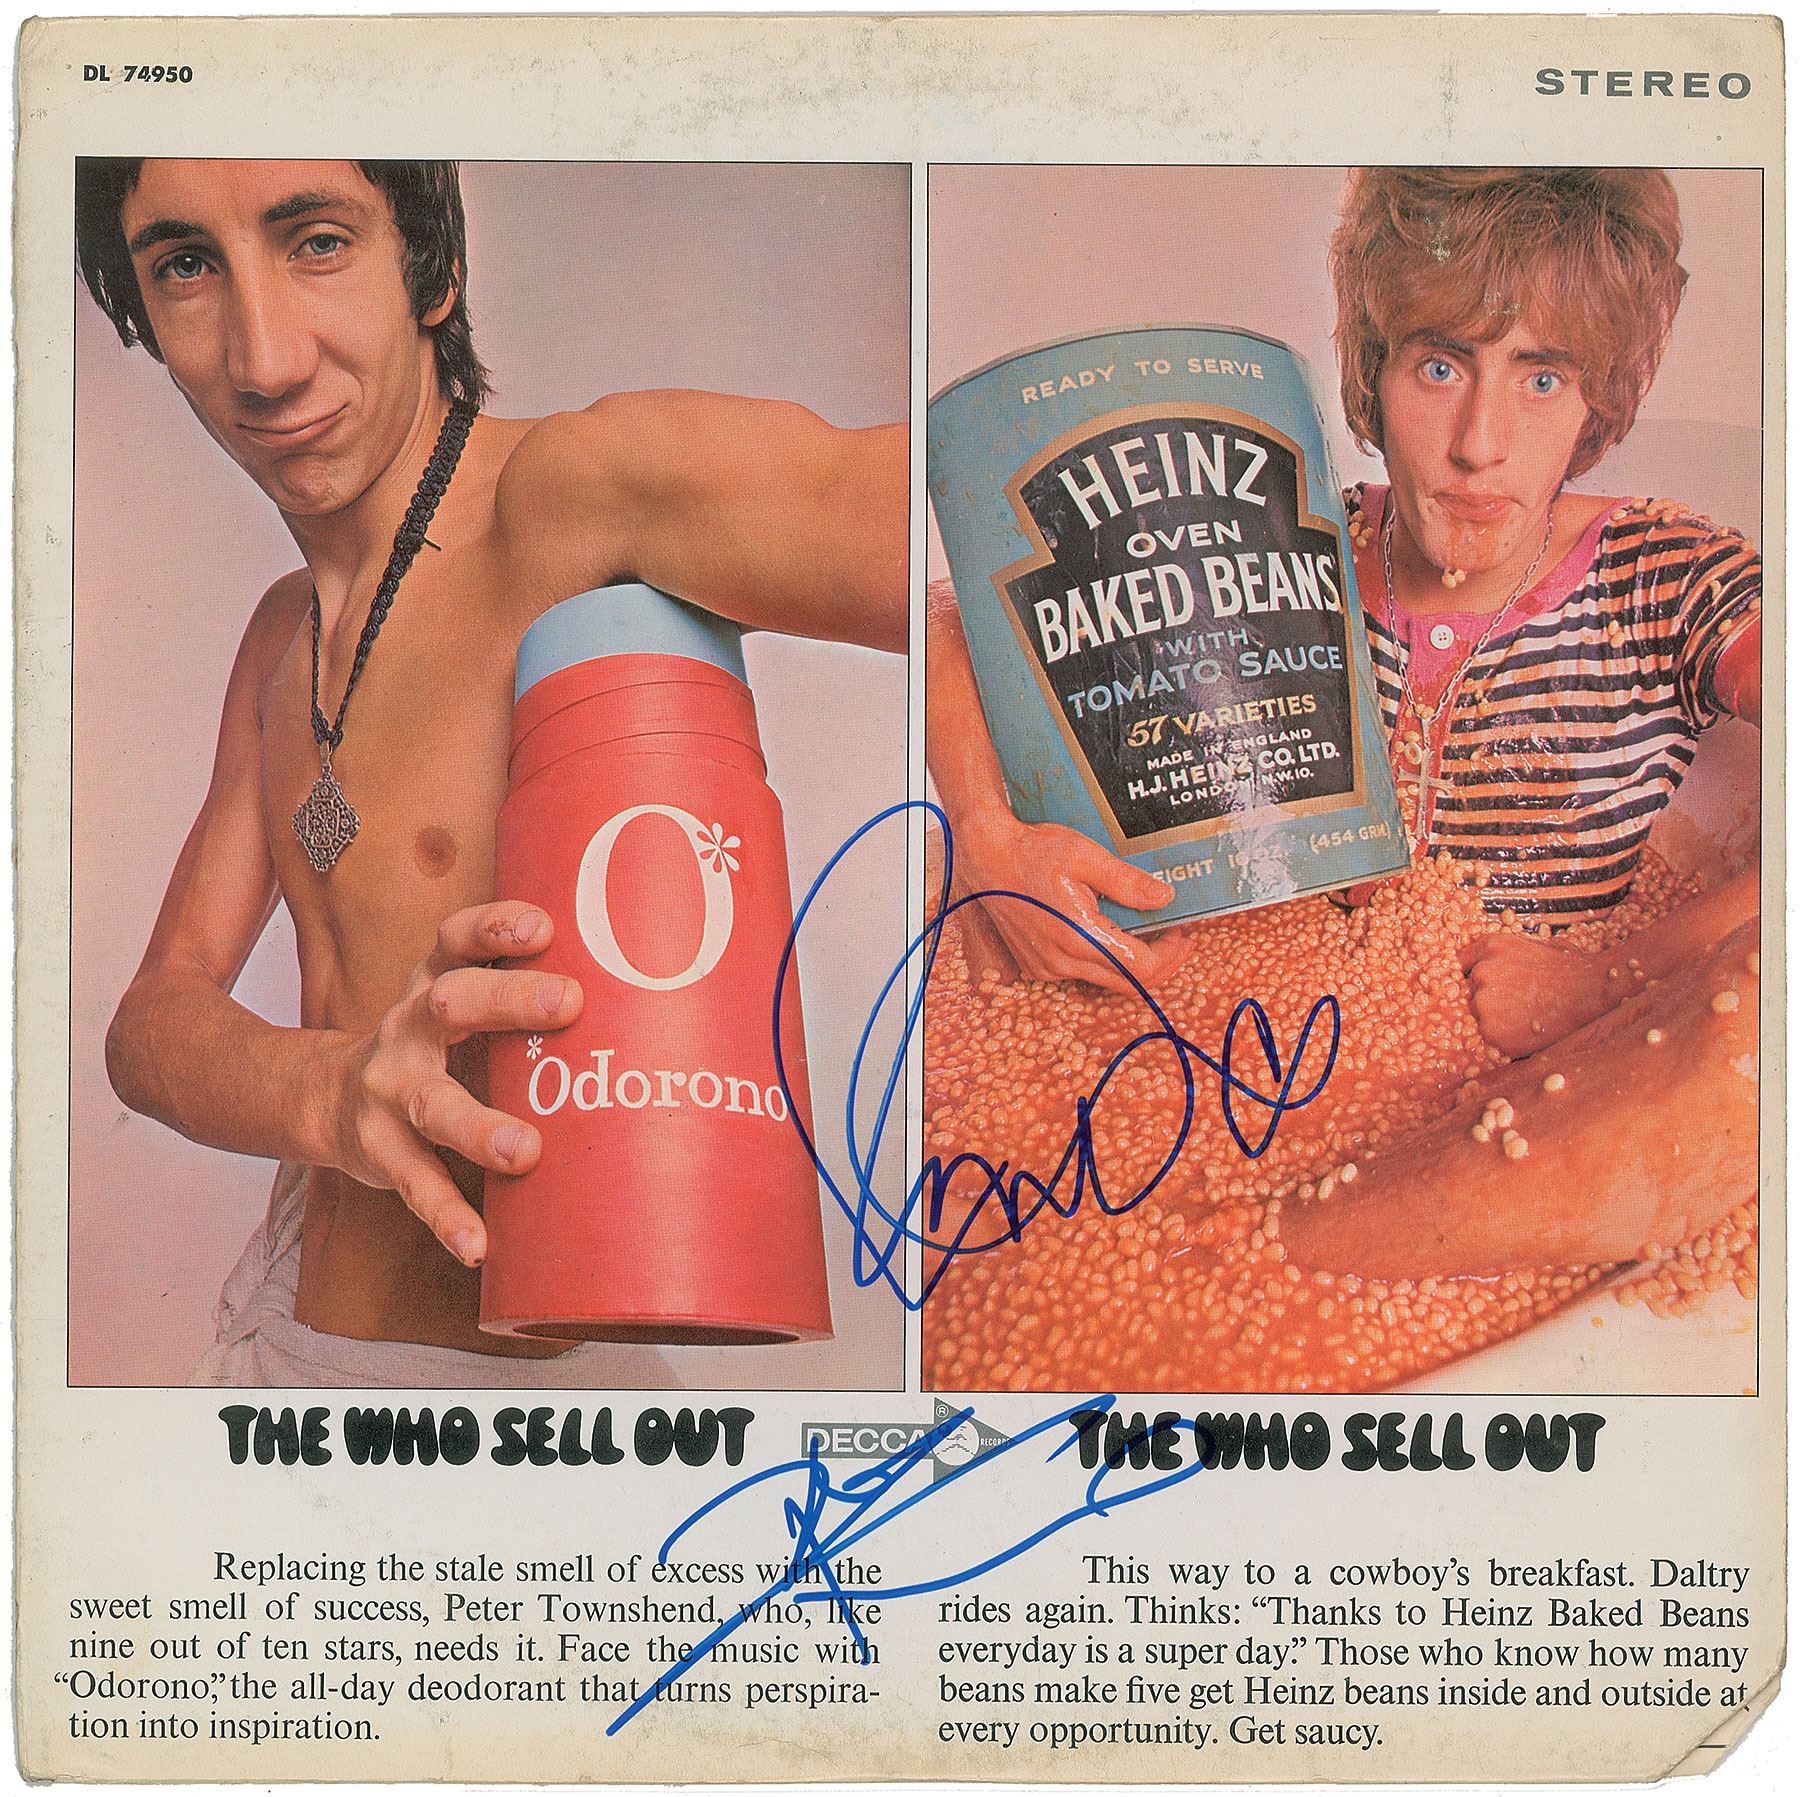 DL 74950
STEREO
O*
*Odorono
READY TO SERVE
HEINZ
OVEN
BAKED BEANS
WITH
TOMATO SAUCE
57 VARIETIES
MADE IN ENGLAND
H.J. HEINZ CO. LTD.
LONDON N.W.10.
(454 GRM)
THE WHO SELL OUT
DECCA
®
RECORDS
THE WHO SELL OUT
Replacing the stale smell of excess with the
sweet smell of success, Peter Townshend, who, like
nine out of ten stars, needs it. Face the music with
“Odorono,” the all-day deodorant that turns perspira-
tion into inspiration.
This way to a cowboy’s breakfast. Daltry
rides again. Thinks: “Thanks to Heinz Baked Beans
everyday is a super day.” Those who know how many
beans make five get Heinz beans inside and outside at
every opportunity. Get saucy.